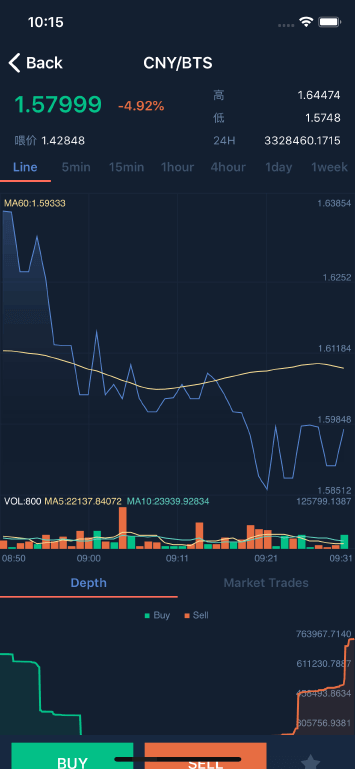 10:15
Back CNY/BTS
1.57999 -4.92% 高 1.64474
低 1.5748
喂价 1.42848 24H 3328460.1715
Line 5min 15min 1hour 4hour 1day 1week
MA60:1.59333 1.63854
1.6252
1.61184
1.59848
1.58512
VOL:800 MA5:22137.84072 MA10:23939.92834 125799.1387
08:50 09:00 09:11 09:21 09:31
Depth Market Trades
Buy Sell
763967.7140
611230.7887
458493.8634
305756.9381
BUY SELL